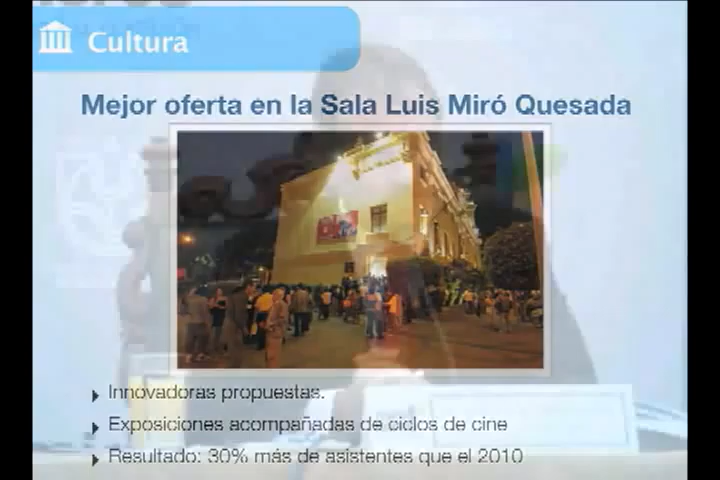 Cultura
Mejor oferta en la Sala Luis Miró Quesada
Innovadoras propuestas.
Exposiciones acompañadas de ciclos de cine
Resultado: 30% más de asistentes que el 2010